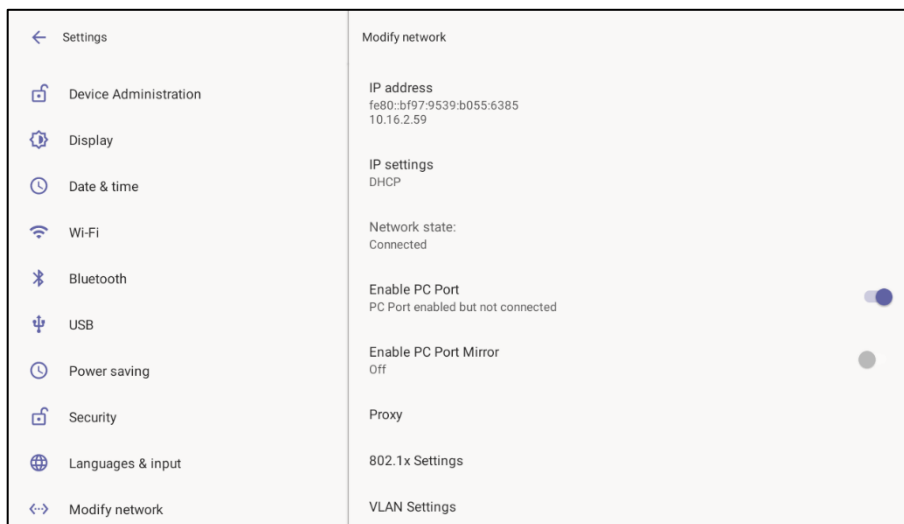 Settings
Device Administration
Display
Date & time
Wi-Fi
Bluetooth
USB
Power saving
Security
Languages & input
Modify network
Modify network
IP address
fe80::bf97:9539:b055:6385
10.16.2.59
IP settings
DHCP
Network state:
Connected
Enable PC Port
PC Port enabled but not connected
Enable PC Port Mirror
Off
Proxy
802.1x Settings
VLAN Settings